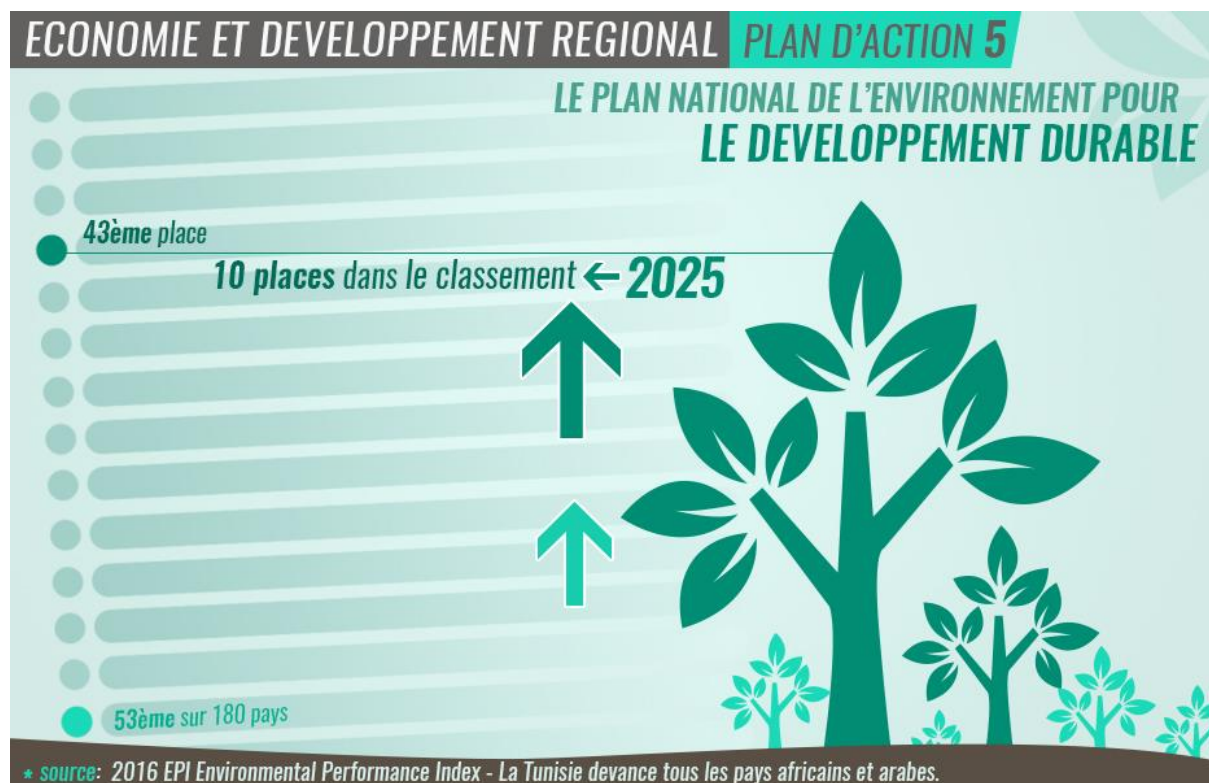 ECONOMIE ET DEVELOPPEMENT REGIONAL PLAN D'ACTION 5
LE PLAN NATIONAL DE L'ENVIRONNEMENT POUR
LE DEVELOPPEMENT DURABLE
43ème place
10 places dans le classement ← 2025
53ème sur 180 pays
* source: 2016 EPI Environmental Performance Index - La Tunisie devance tous les pays africains et arabes.